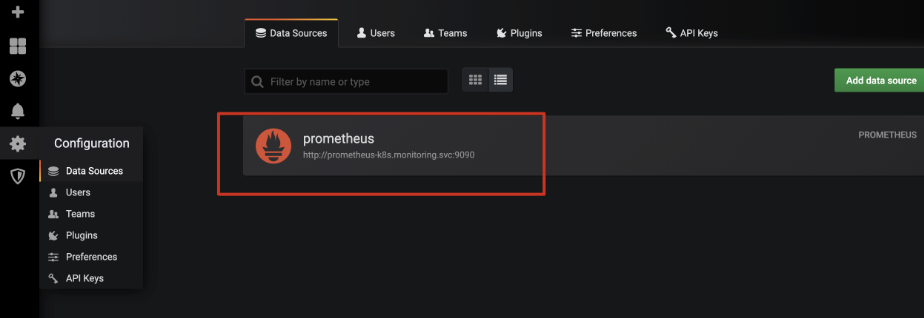 Data Sources Users Teams Plugins Preferences API Keys
Filter by name or type
Add data source
prometheus
http://prometheus-k8s.monitoring.svc:9090
PROMETHEUS
Configuration
Data Sources
Users
Teams
Plugins
Preferences
API Keys